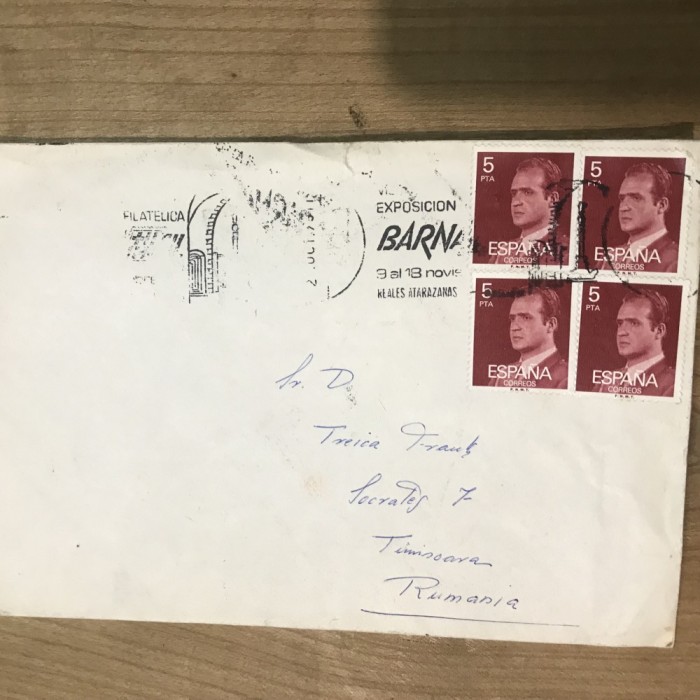 FILATELICA
EXPOSICION
BARNA
9 al 18 novie
REALES ATARAZANAS
5
PTA
ESPAÑA
CORREOS
F.N.M.T.
5
PTA
ESPAÑA
CORREOS
F.N.M.T.
5
PTA
ESPAÑA
CORREOS
F.N.M.T.
5
PTA
ESPAÑA
CORREOS
F.N.M.T.
Sr. D.
Treica Frank
Socrates 7
Timisoara
Rumania